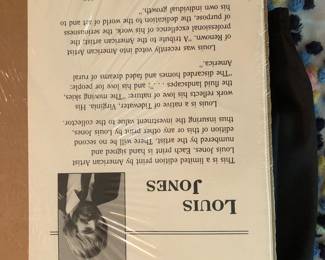 LOUIS
JONES
This is a limited edition print by American Artist
Louis Jones. Each print is hand signed and
numbered by the artist. There will be no second
edition of this or any other print by Louis Jones,
thus insuring the investment value to the collector.
Louis is a native of Tidewater, Virginia. His
work reflects his love of nature: "The moving skies,
the fluid landscapes . . .", and his love for people:
"The discarded homes and faded dreams of rural
America."
Louis was recently voted into American Artist
of Renown. "A tribute to the American artist; the
professional excellence of his work; the seriousness
of purpose; the dedication to the world of art and to
his own individual growth."